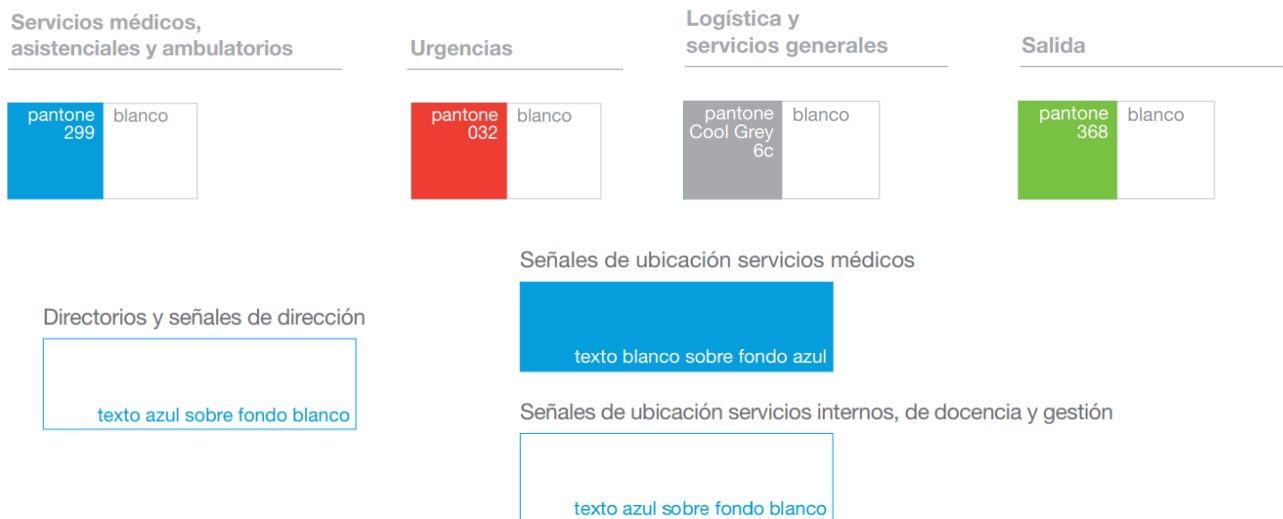 Servicios médicos,
asistenciales y ambulatorios
Urgencias
Logística y
servicios generales
Salida
pantone
299
blanco
pantone
032
blanco
pantone
Cool Grey
6c
blanco
pantone
368
blanco
Directorios y señales de dirección
texto azul sobre fondo blanco
Señales de ubicación servicios médicos
texto blanco sobre fondo azul
Señales de ubicación servicios internos, de docencia y gestión
texto azul sobre fondo blanco